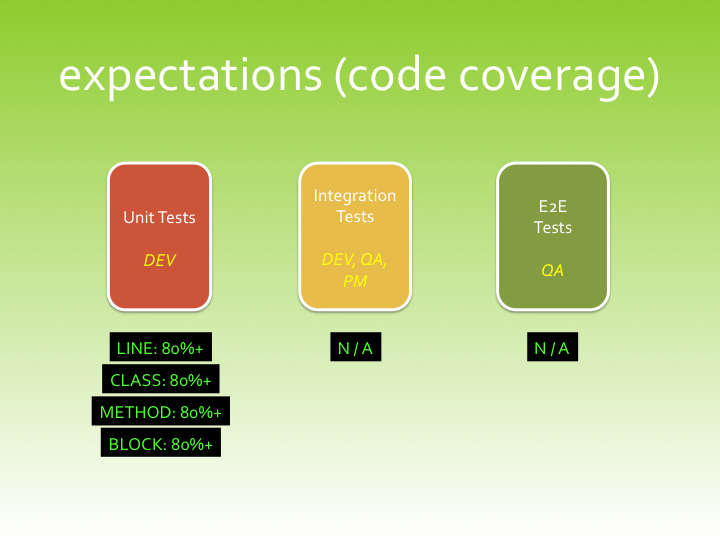 expectations (code coverage)
Unit Tests
DEV
Integration
Tests
DEV, QA,
PM
E2E
Tests
QA
LINE: 80%+
CLASS: 80%+
METHOD: 80%+
BLOCK: 80%+
N / A
N / A